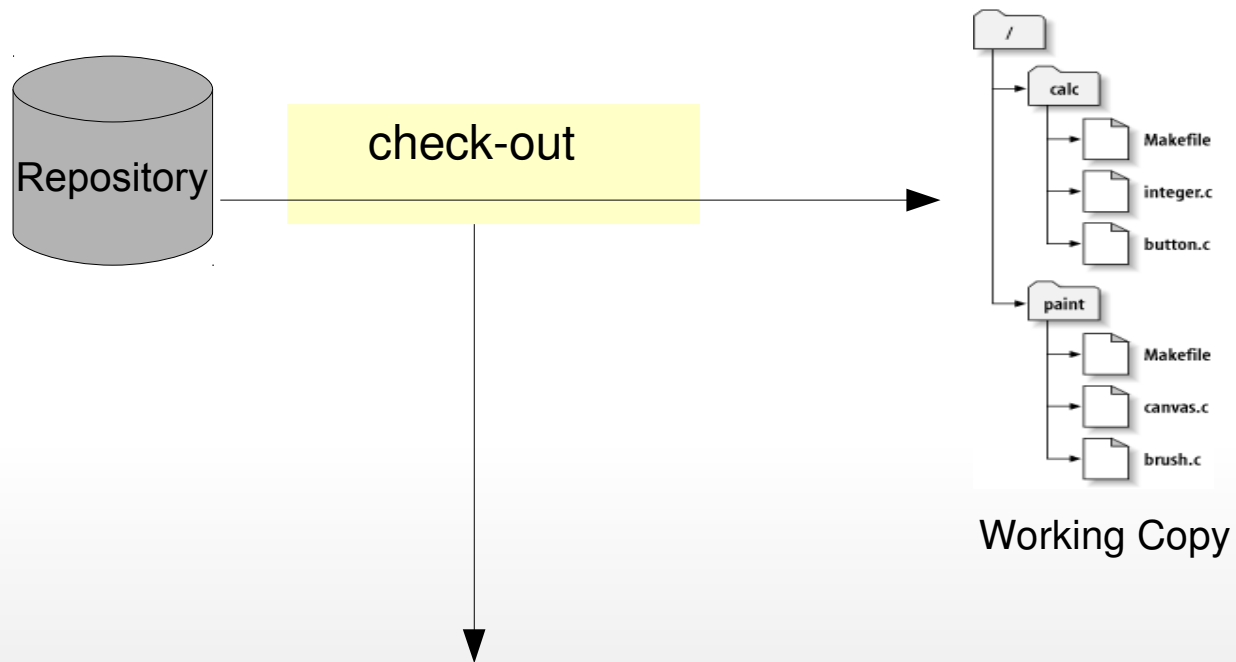 Repository
check-out
/
calc
Makefile
integer.c
button.c
paint
Makefile
canvas.c
brush.c
Working Copy